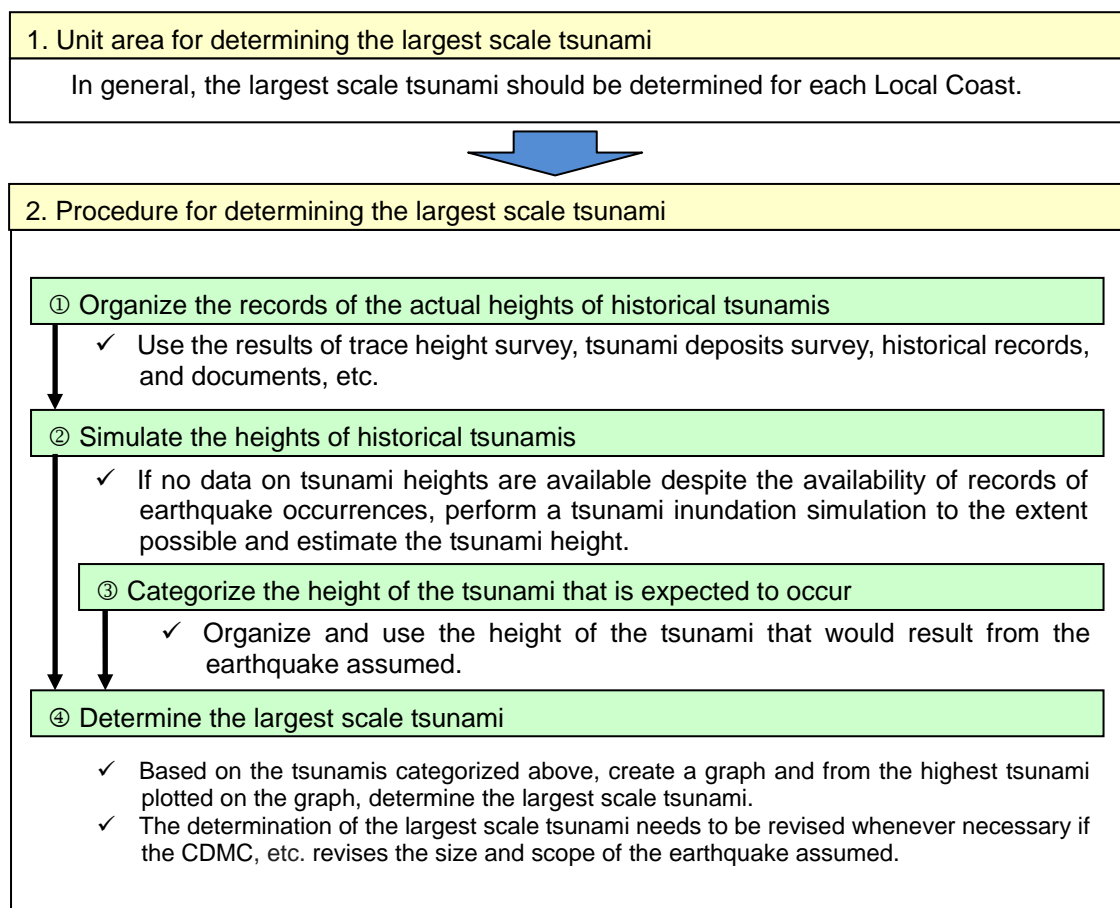 1. Unit area for determining the largest scale tsunami
In general, the largest scale tsunami should be determined for each Local Coast.
2. Procedure for determining the largest scale tsunami
① Organize the records of the actual heights of historical tsunamis
✓ Use the results of trace height survey, tsunami deposits survey, historical records,
and documents, etc.
② Simulate the heights of historical tsunamis
✓ If no data on tsunami heights are available despite the availability of records of
earthquake occurrences, perform a tsunami inundation simulation to the extent
possible and estimate the tsunami height.
③ Categorize the height of the tsunami that is expected to occur
✓ Organize and use the height of the tsunami that would result from the
earthquake assumed.
④ Determine the largest scale tsunami
✓ Based on the tsunamis categorized above, create a graph and from the highest tsunami
plotted on the graph, determine the largest scale tsunami.
✓ The determination of the largest scale tsunami needs to be revised whenever necessary if
the CDMC, etc. revises the size and scope of the earthquake assumed.